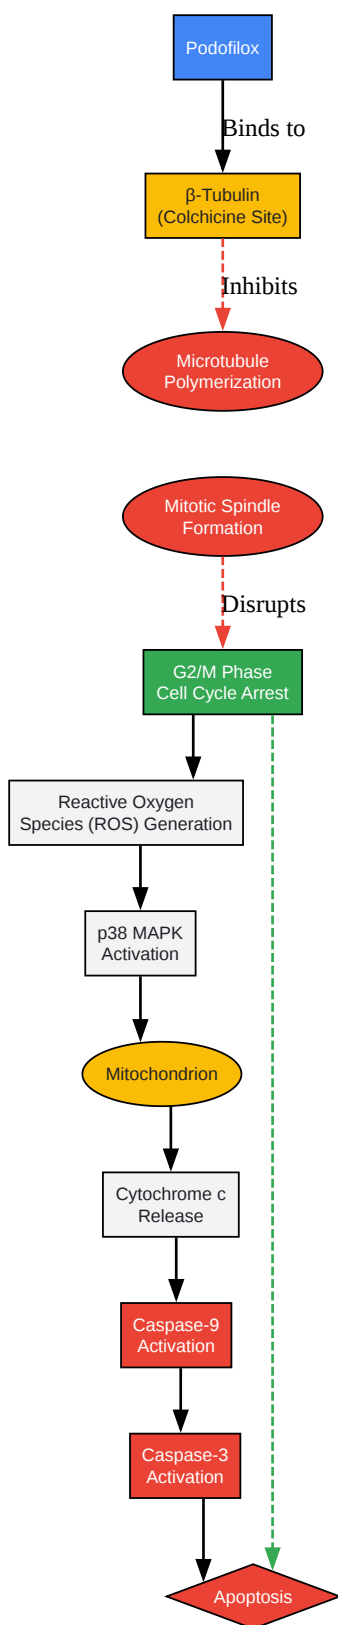 Podofilox
Binds to
β-Tubulin
(Colchicine Site)
Inhibits
Microtubule
Polymerization
Mitotic Spindle
Formation
Disrupts
G2/M Phase
Cell Cycle Arrest
Reactive Oxygen
Species (ROS) Generation
p38 MAPK
Activation
Mitochondrion
Cytochrome c
Release
Caspase-9
Activation
Caspase-3
Activation
Apoptosis